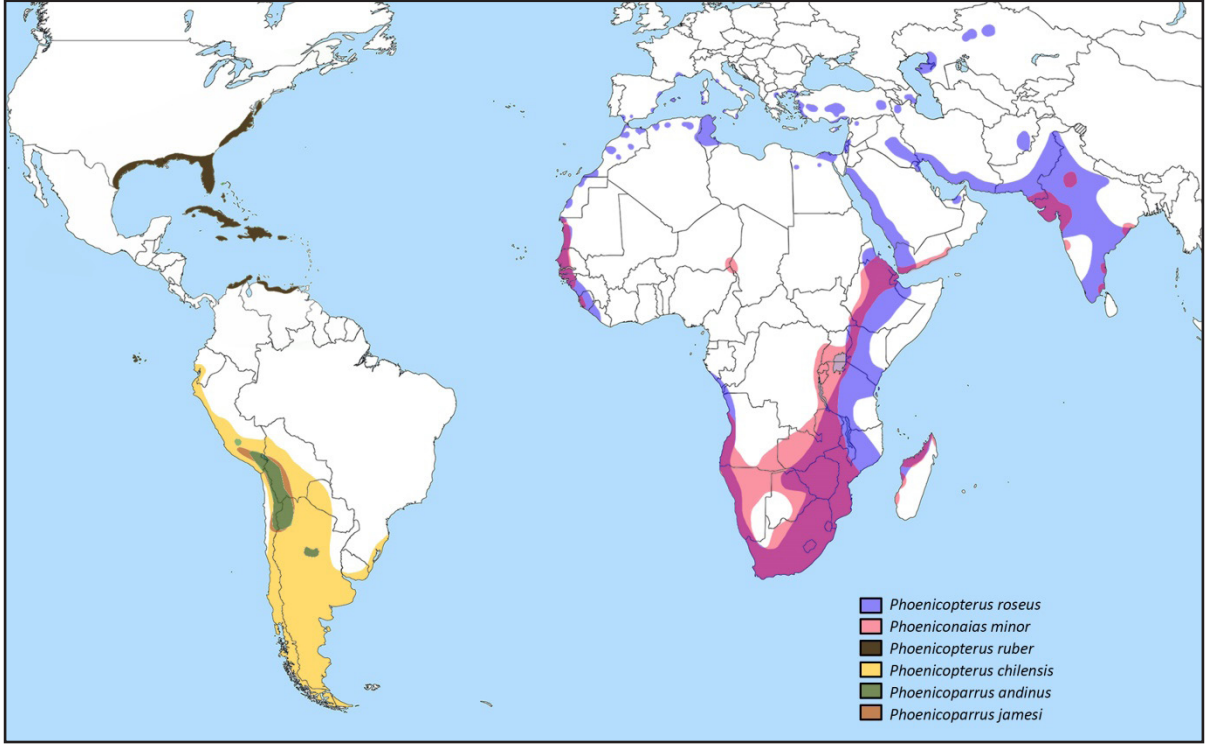 Phoenicopterus roseus
Phoeniconaias minor
Phoenicopterus ruber
Phoenicopterus chilensis
Phoenicoparrus andinus
Phoenicoparrus jamesi